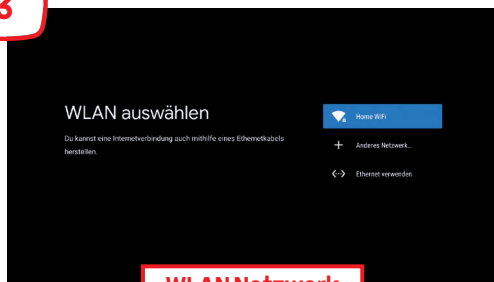 WLAN auswählen
Du kannst eine Internetverbindung auch mithilfe eines Ethernetkabels
herstellen.
Home WiFi
Anderes Netzwerk...
Ethernet verwenden
WLAN Netzwerk